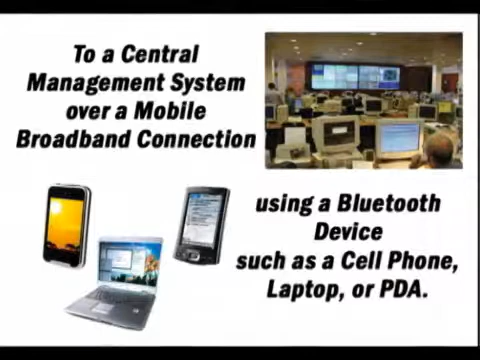 To a Central
Management System
over a Mobile
Broadband Connection
using a Bluetooth
Device
such as a Cell Phone,
Laptop, or PDA.